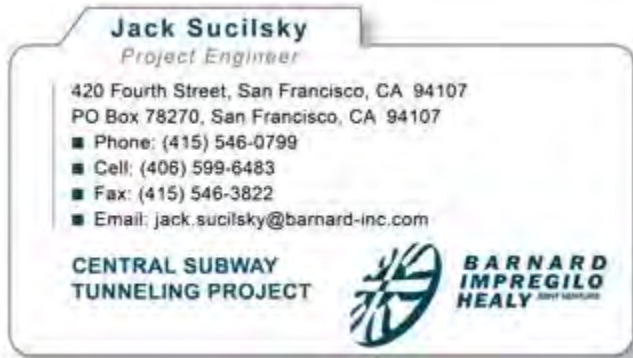 Jack Sucilsky
Project Engineer
420 Fourth Street, San Francisco, CA 94107
PO Box 78270, San Francisco, CA 94107
Phone: (415) 546-0799
Cell: (406) 599-6483
Fax: (415) 546-3822
Email: jack.sucilsky@barnard-inc.com
CENTRAL SUBWAY
TUNNELING PROJECT
BARNARD
IMPREGILO
HEALY JOINT VENTURE